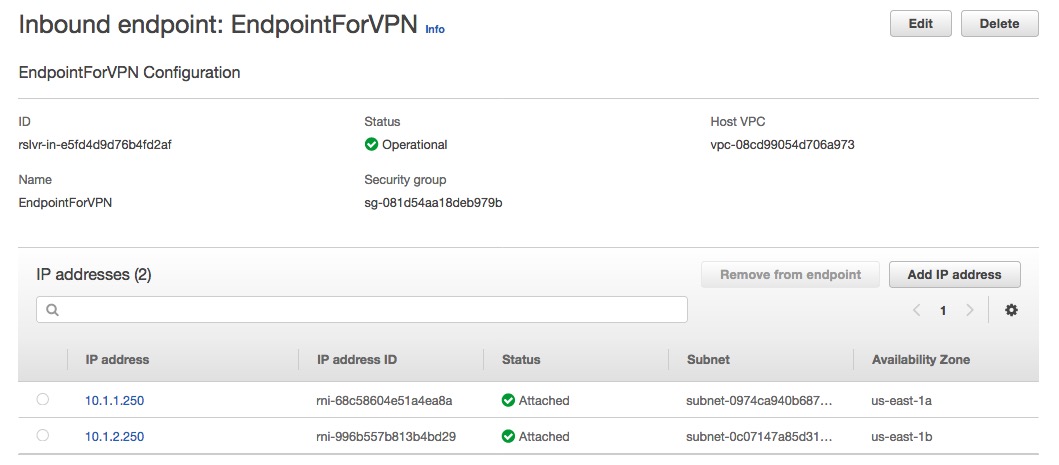 Inbound endpoint: EndpointForVPN Info Edit Delete
EndpointForVPN Configuration
ID Status Host VPC
rslvr-in-e5fd4d9d76b4fd2af Operational vpc-08cd99054d706a973
Name Security group
EndpointForVPN sg-081d54aa18deb979b
IP addresses (2) Remove from endpoint Add IP address
1
IP address IP address ID Status Subnet Availability Zone
10.1.1.250 rni-68c58604e51a4ea8a Attached subnet-0974ca940b687... us-east-1a
10.1.2.250 rni-996b557b813b4bd29 Attached subnet-0c07147a85d31... us-east-1b